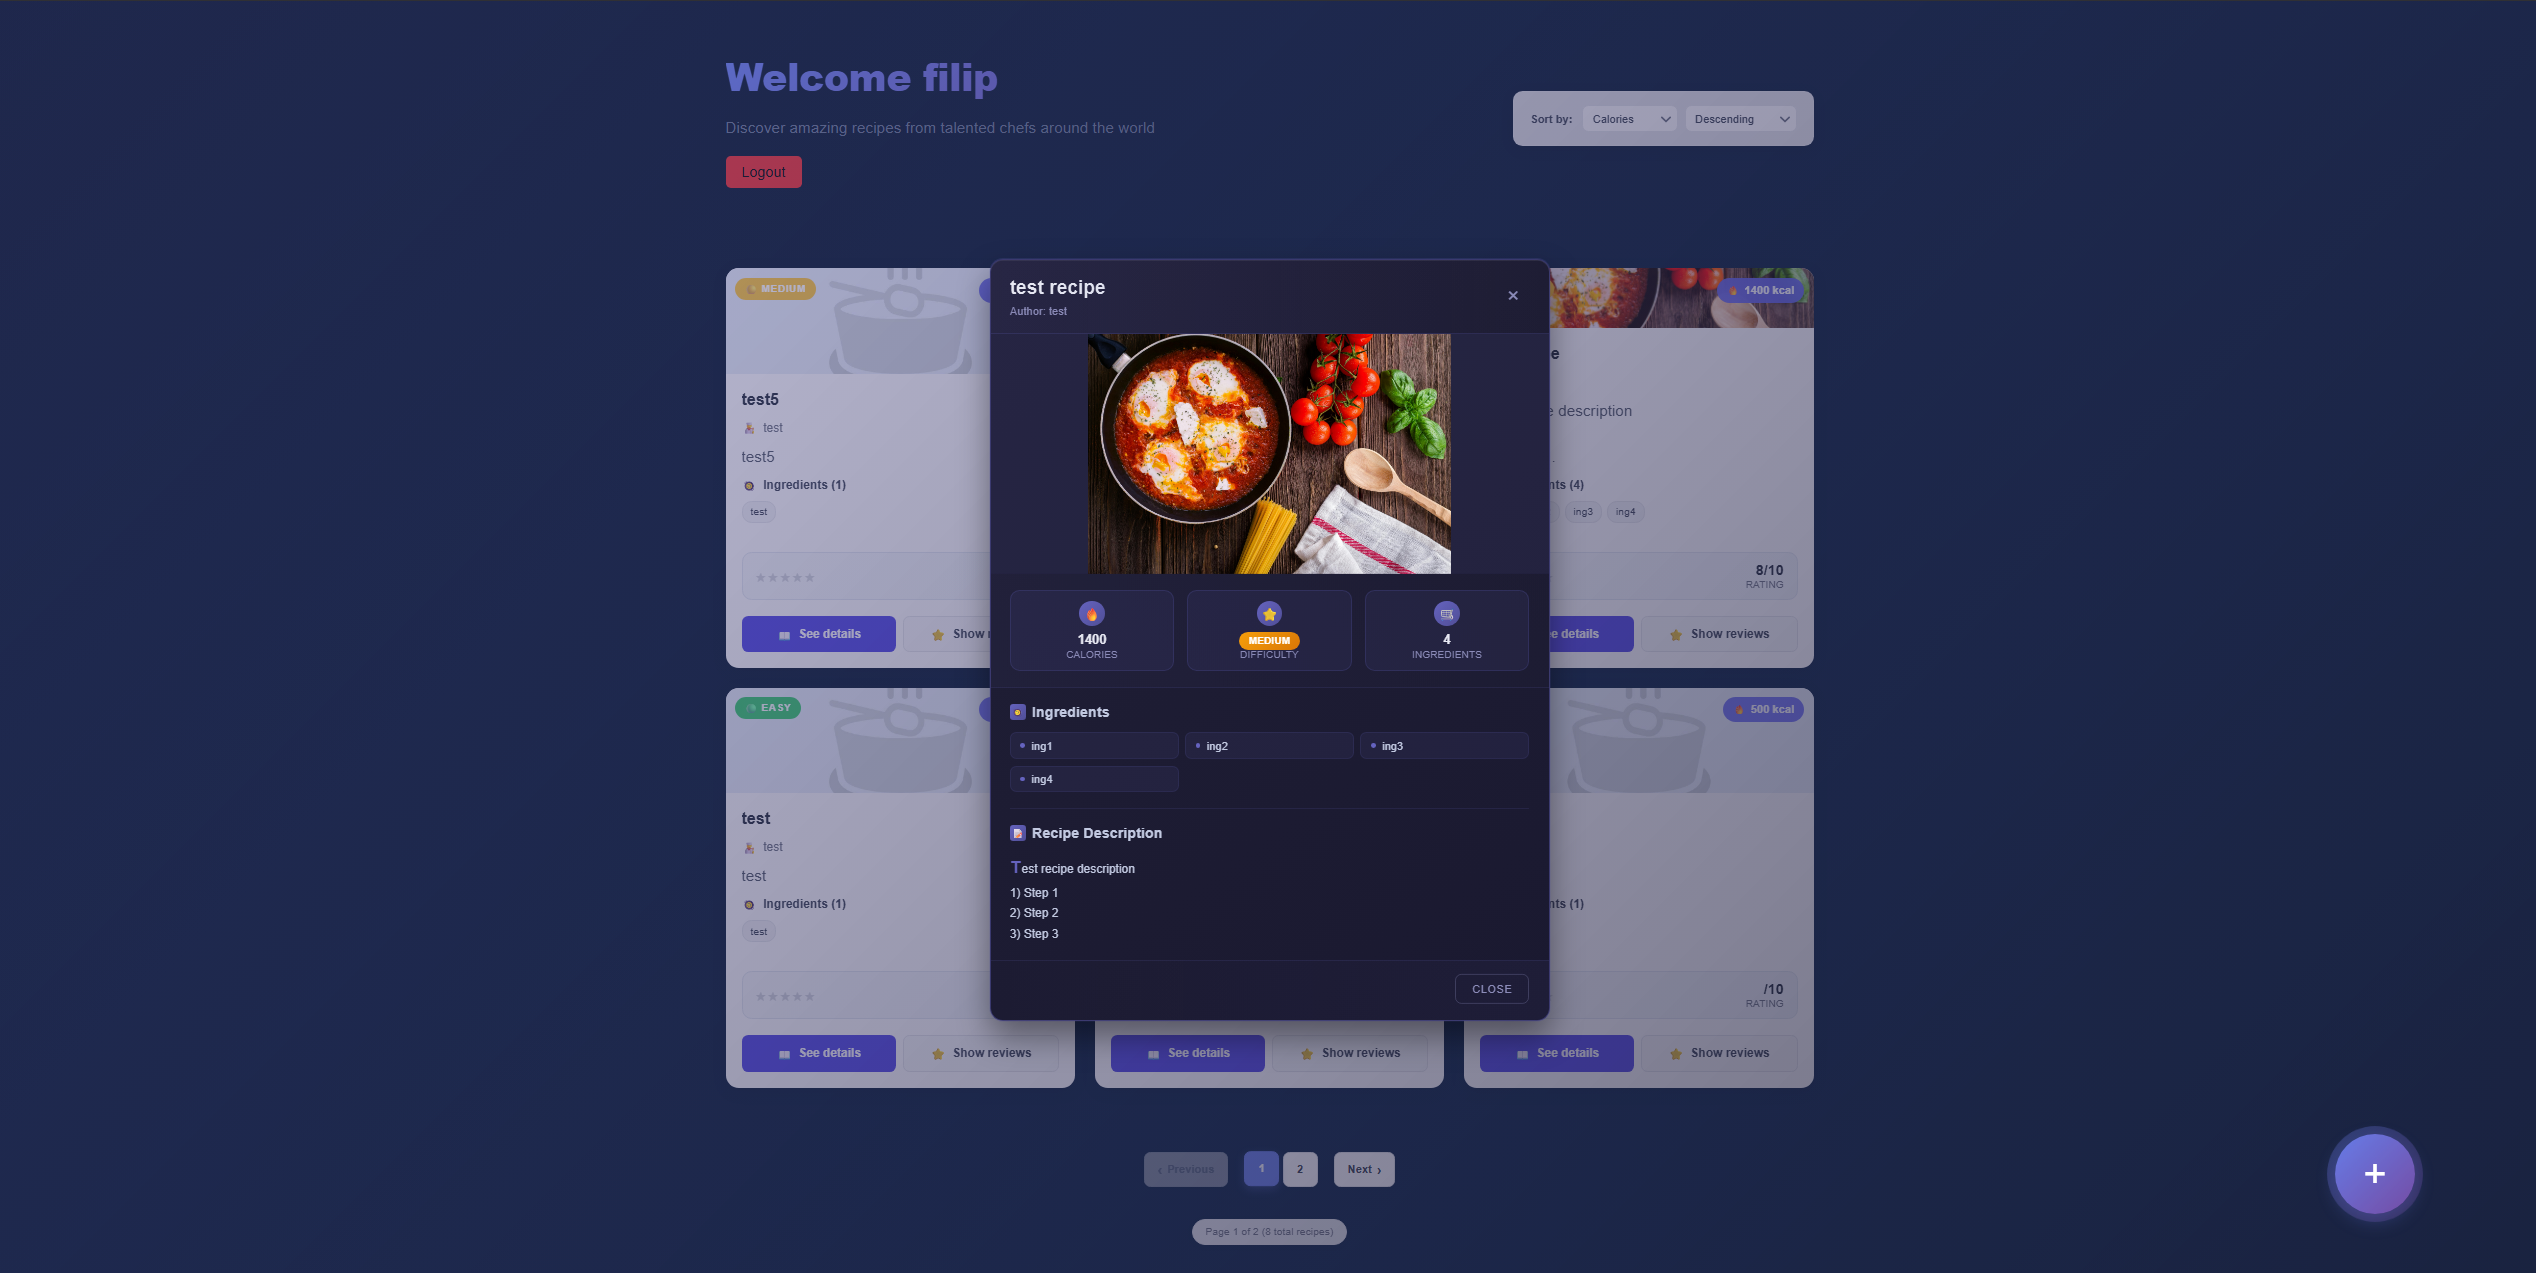 Welcome filip
Discover amazing recipes from talented chefs around the world
Logout
Sort by: Calories Descending
MEDIUM
test5
test
test5
Ingredients (1)
test
See details Show
1400 kcal
description
(4)
ing3 ing4
8/10
RATING
details Show reviews
test recipe
Author: test
×
1400
CALORIES
MEDIUM
DIFFICULTY
4
INGREDIENTS
Ingredients
ing1 ing2 ing3
ing4
Recipe Description
Test recipe description
1) Step 1
2) Step 2
3) Step 3
CLOSE
EASY
test
test
test
Ingredients (1)
test
See details Show reviews
See details Show reviews
500 kcal
(1)
/10
RATING
See details Show reviews
‹ Previous 1 2 Next ›
Page 1 of 2 (8 total recipes)
+